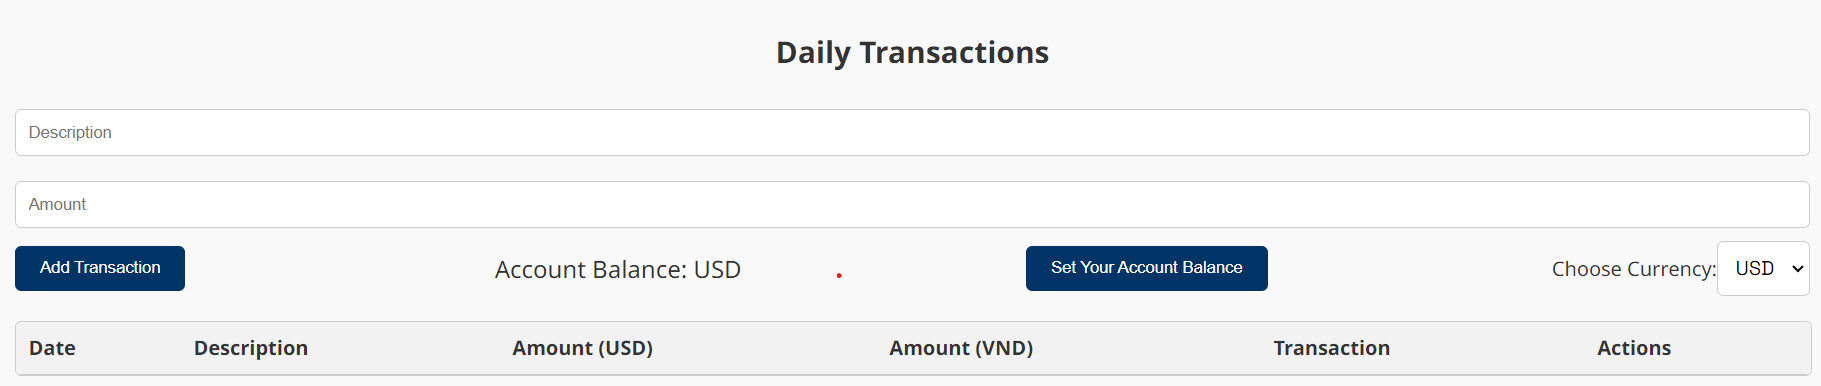 Daily Transactions
Description
Amount
Add Transaction Account Balance: USD Set Your Account Balance Choose Currency: USD
Date Description Amount (USD) Amount (VND) Transaction Actions